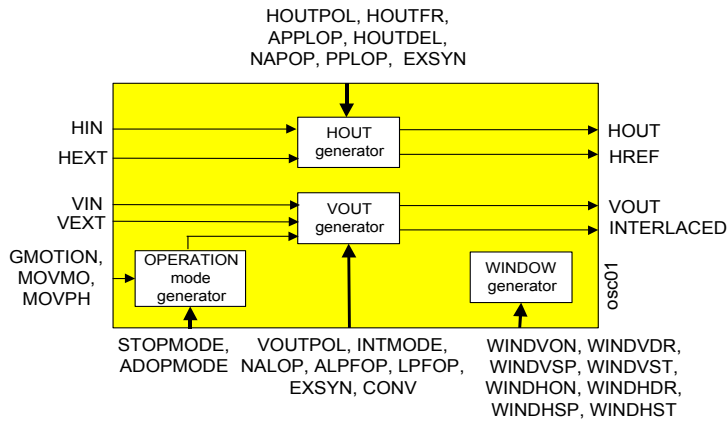 HOUTPOL, HOUTFR,
APPLOP, HOUTDEL,
NAPOP, PPLOP, EXSYN
HIN
HEXT
HOUT
generator
HOUT
HREF
VIN
VEXT
VOUT
generator
VOUT
INTERLACED
GMOTION,
MOVMO,
MOVPH
OPERATION
mode
generator
WINDOW
generator
osc01
STOPMODE,
ADOPMODE
VOUTPOL, INTMODE,
NALOP, ALPFOP, LPFOP,
EXSYN, CONV
WINDVON, WINDVDR,
WINDVSP, WINDVST,
WINDHON, WINDHDR,
WINDHSP, WINDHST